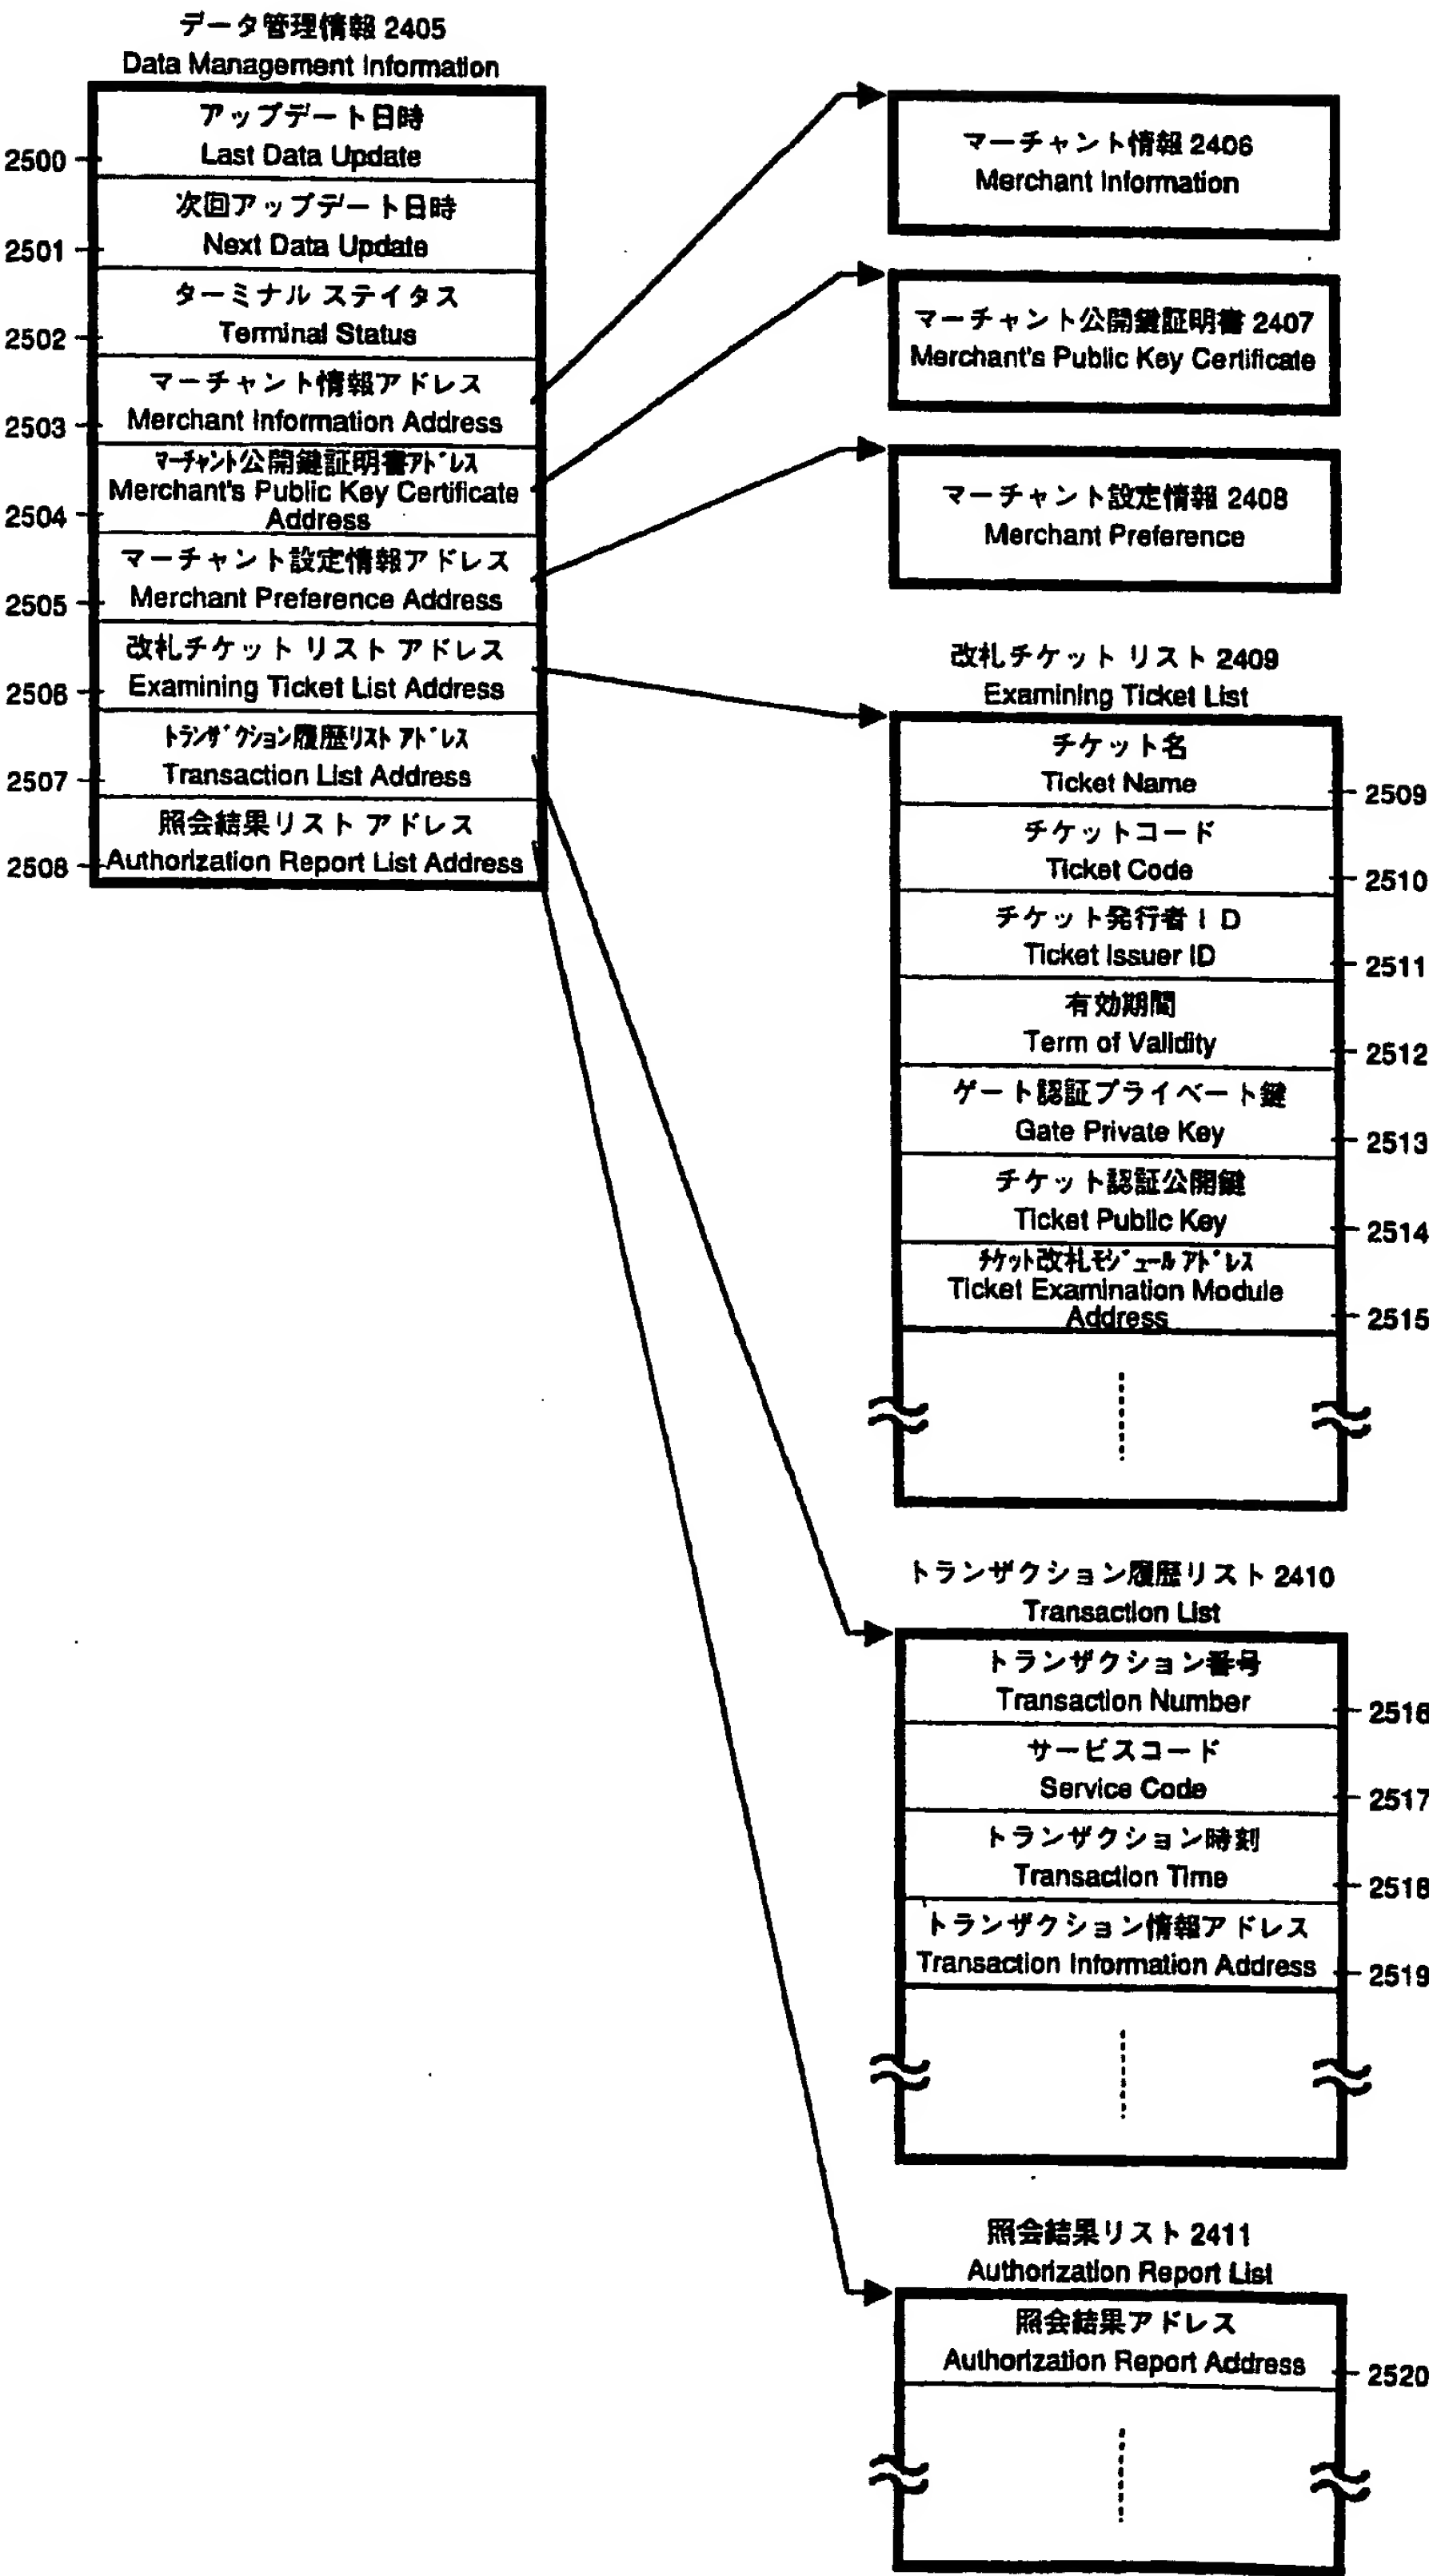 データ管理情報 2405
Data Management Information
アップデート日時
Last Data Update
2500
次回アップデート日時
Next Data Update
2501
ターミナル ステイタス
Terminal Status
2502
マーチャント情報アドレス
Merchant Information Address
2503
マーチャント公開鍵証明書アドレス
Merchant's Public Key Certificate
Address
2504
マーチャント設定情報アドレス
Merchant Preference Address
2505
改札チケット リスト アドレス
Examining Ticket List Address
2506
トランザクション履歴リスト アドレス
Transaction List Address
2507
照会結果リスト アドレス
Authorization Report List Address
2508
マーチャント情報 2406
Merchant Information
マーチャント公開鍵証明書 2407
Merchant's Public Key Certificate
マーチャント設定情報 2408
Merchant Preference
改札チケット リスト 2409
Examining Ticket List
チケット名
Ticket Name
2509
チケットコード
Ticket Code
2510
チケット発行者ID
Ticket Issuer ID
2511
有効期間
Term of Validity
2512
ゲート認証プライベート鍵
Gate Private Key
2513
チケット認証公開鍵
Ticket Public Key
2514
チケット改札モジュール アドレス
Ticket Examination Module
Address
2515
トランザクション履歴リスト 2410
Transaction List
トランザクション番号
Transaction Number
2516
サービスコード
Service Code
2517
トランザクション時刻
Transaction Time
2518
トランザクション情報アドレス
Transaction Information Address
2519
照会結果リスト 2411
Authorization Report List
照会結果アドレス
Authorization Report Address
2520